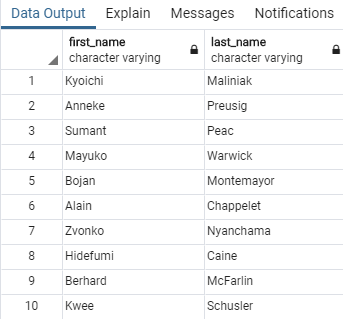 Data Output Explain Messages Notifications
first_name last_name
character varying character varying
1 Kyoichi Maliniak
2 Anneke Preusig
3 Sumant Peac
4 Mayuko Warwick
5 Bojan Montemayor
6 Alain Chappelet
7 Zvonko Nyanchama
8 Hidefumi Caine
9 Berhard McFarlin
10 Kwee Schusler